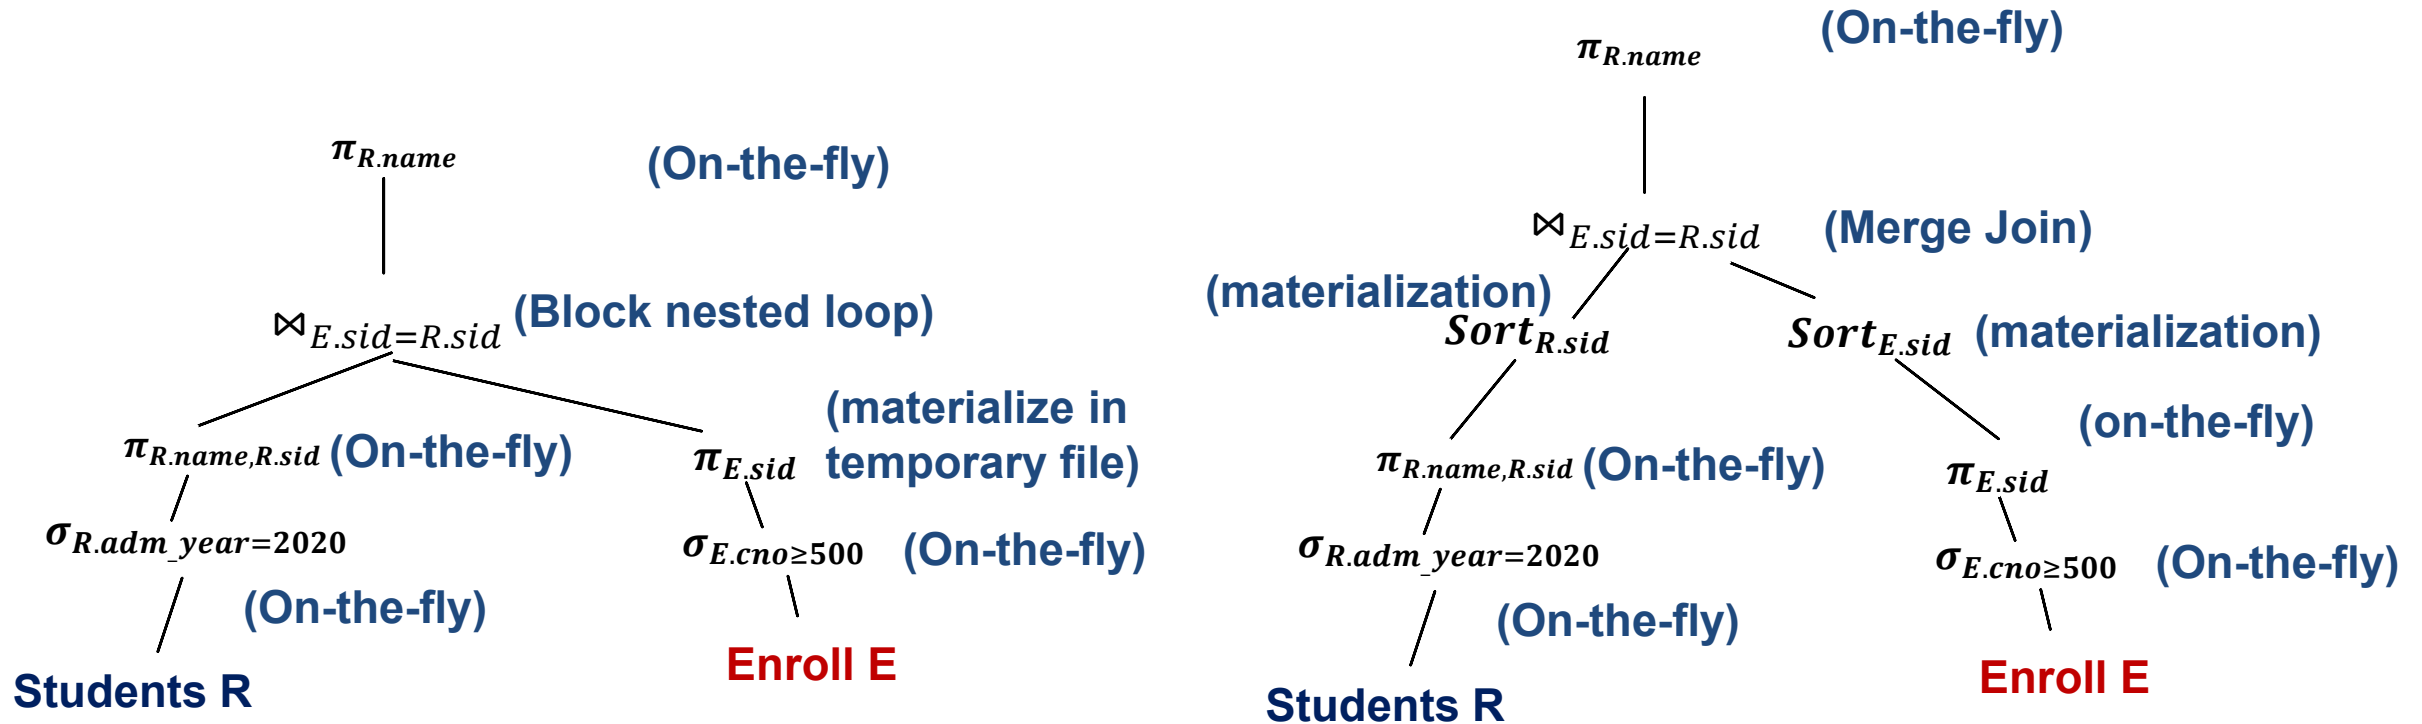 π_{R.name} (On-the-fly)
⋈_{E.sid=R.sid} (Block nested loop)
(materialize in
temporary file)
π_{R.name,R.sid} (On-the-fly)
π_{E.sid}
σ_{R.adm_year=2020}
(On-the-fly)
σ_{E.cno≥500} (On-the-fly)
Students R
Enroll E
(On-the-fly)
π_{R.name}
⋈_{E.sid=R.sid} (Merge Join)
(materialization)
Sort_{R.sid}
Sort_{E.sid} (materialization)
(on-the-fly)
π_{R.name,R.sid} (On-the-fly)
π_{E.sid}
σ_{R.adm_year=2020}
(On-the-fly)
σ_{E.cno≥500} (On-the-fly)
Students R
Enroll E